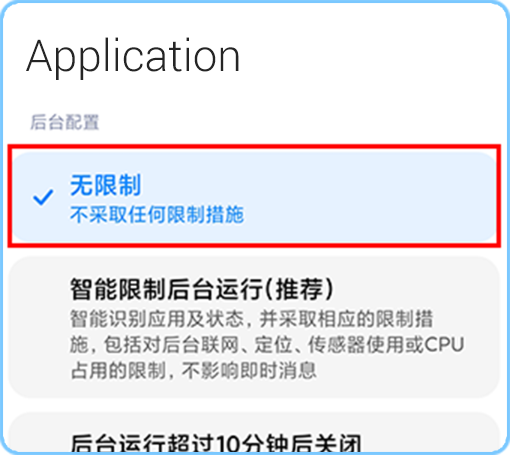 Application
后台配置
无限制
不采取任何限制措施
智能限制后台运行(推荐)
智能识别应用及状态，并采取相应的限制措
施，包括对后台联网、定位、传感器使用或CPU
占用的限制，不影响即时消息
后台运行超过10分钟后关闭